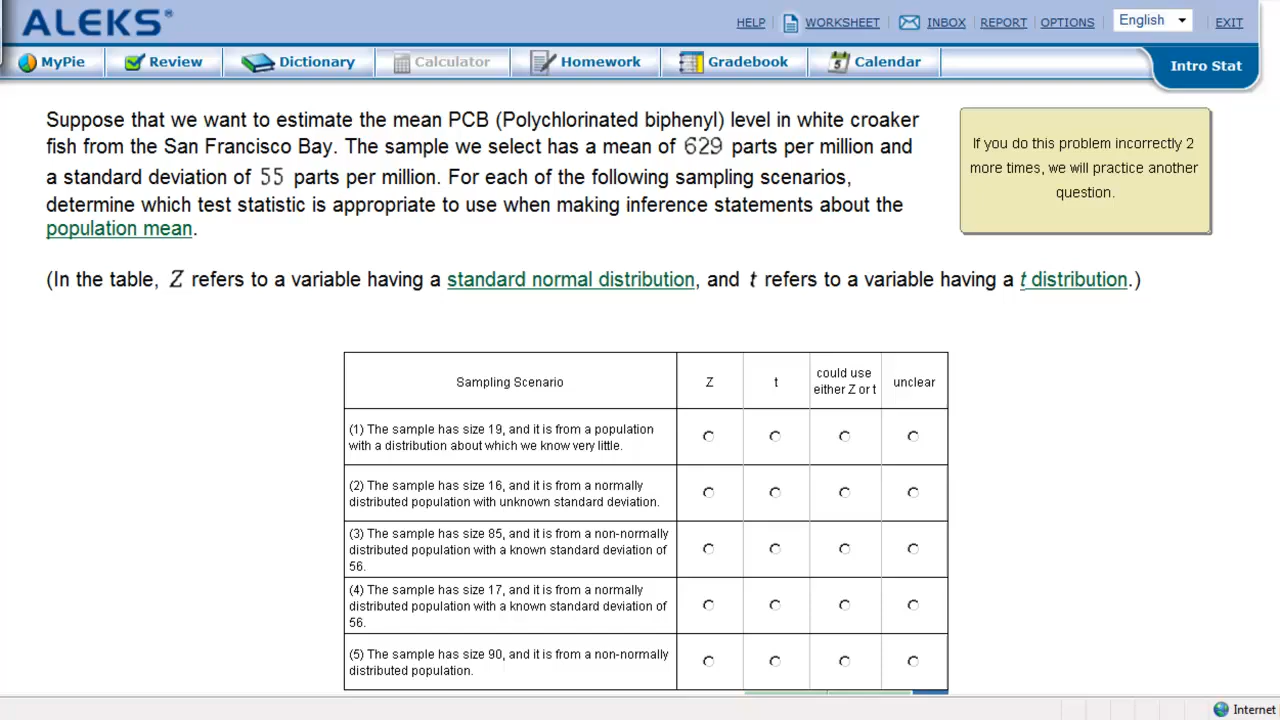 ALEKS®
HELP WORKSHEET INBOX REPORT OPTIONS English EXIT
MyPie Review Dictionary Calculator Homework Gradebook 5 Calendar Intro Stat
Suppose that we want to estimate the mean PCB (Polychlorinated biphenyl) level in white croaker
fish from the San Francisco Bay. The sample we select has a mean of 629 parts per million and
a standard deviation of 55 parts per million. For each of the following sampling scenarios,
determine which test statistic is appropriate to use when making inference statements about the
population mean.
If you do this problem incorrectly 2
more times, we will practice another
question.
(In the table, Z refers to a variable having a standard normal distribution, and t refers to a variable having a t distribution.)
Sampling Scenario Z t could use either Z or t unclear
(1) The sample has size 19, and it is from a population
with a distribution about which we know very little.
(2) The sample has size 16, and it is from a normally
distributed population with unknown standard deviation.
(3) The sample has size 85, and it is from a non-normally
distributed population with a known standard deviation of
56.
(4) The sample has size 17, and it is from a normally
distributed population with a known standard deviation of
56.
(5) The sample has size 90, and it is from a non-normally
distributed population.
Internet